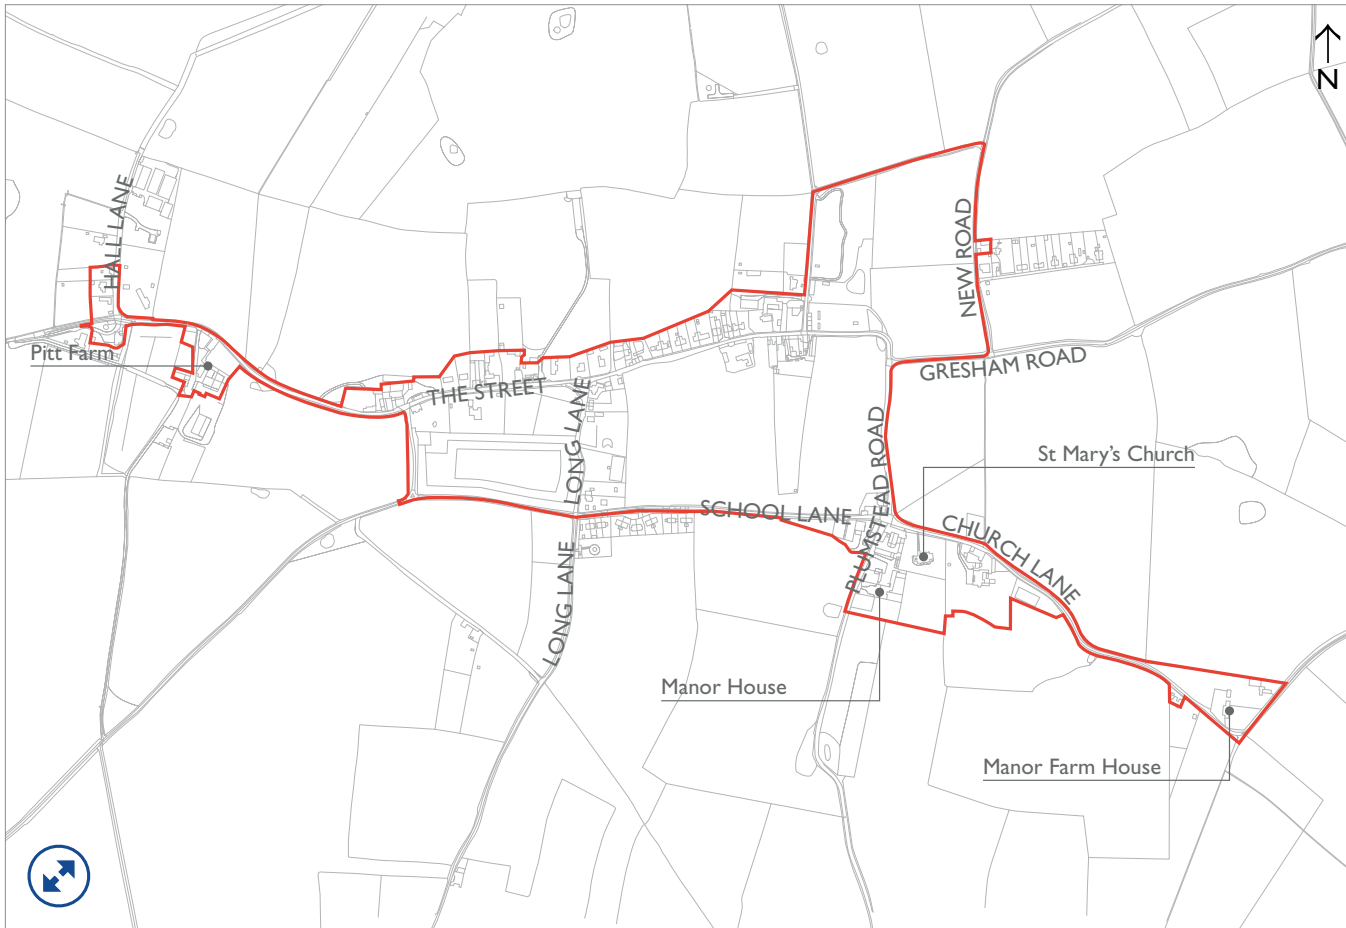 N
HALL LANE
NEW ROAD
Pitt Farm
GRESHAM ROAD
THE STREET
LONG LANE
PLUMSTEAD ROAD
St Mary's Church
SCHOOL LANE
CHURCH LANE
LONG LANE
Manor House
Manor Farm House